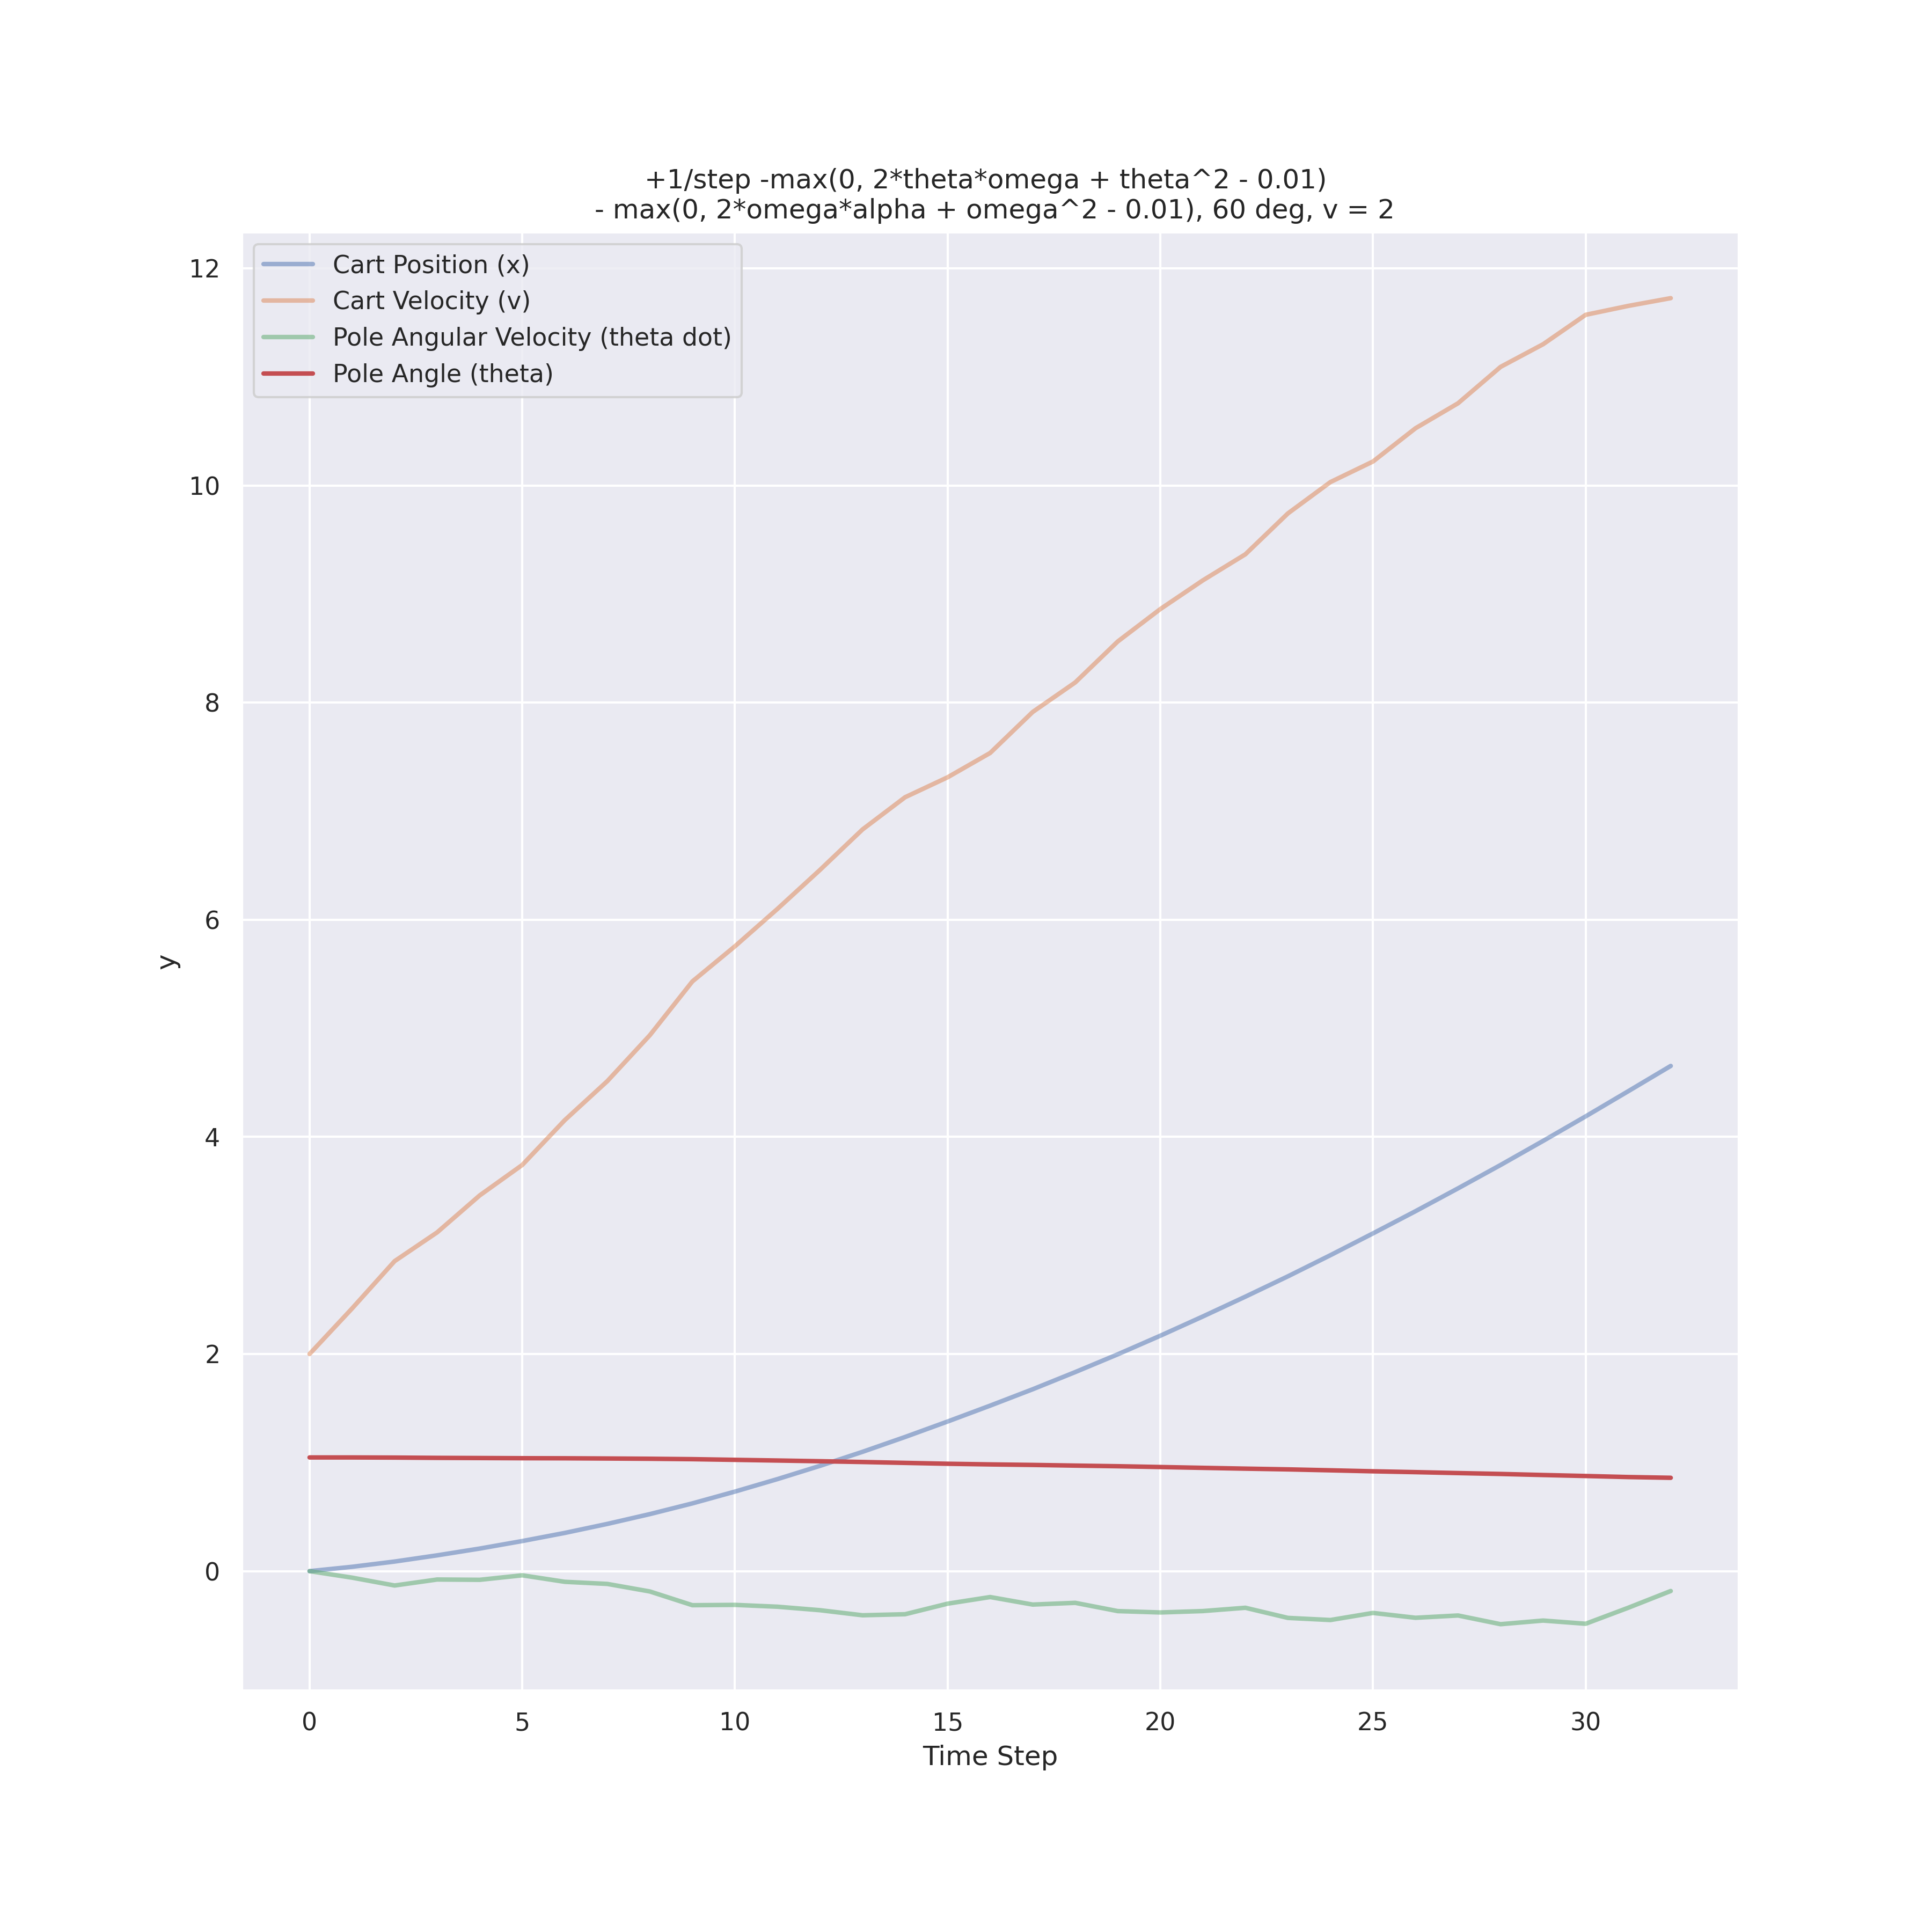 +1/step -max(0, 2*theta*omega + theta^2 - 0.01)
- max(0, 2*omega*alpha + omega^2 - 0.01), 60 deg, v = 2
Cart Position (x)
Cart Velocity (v)
Pole Angular Velocity (theta dot)
Pole Angle (theta)
12
10
8
6
4
2
0
y
0 5 10 15 20 25 30
Time Step